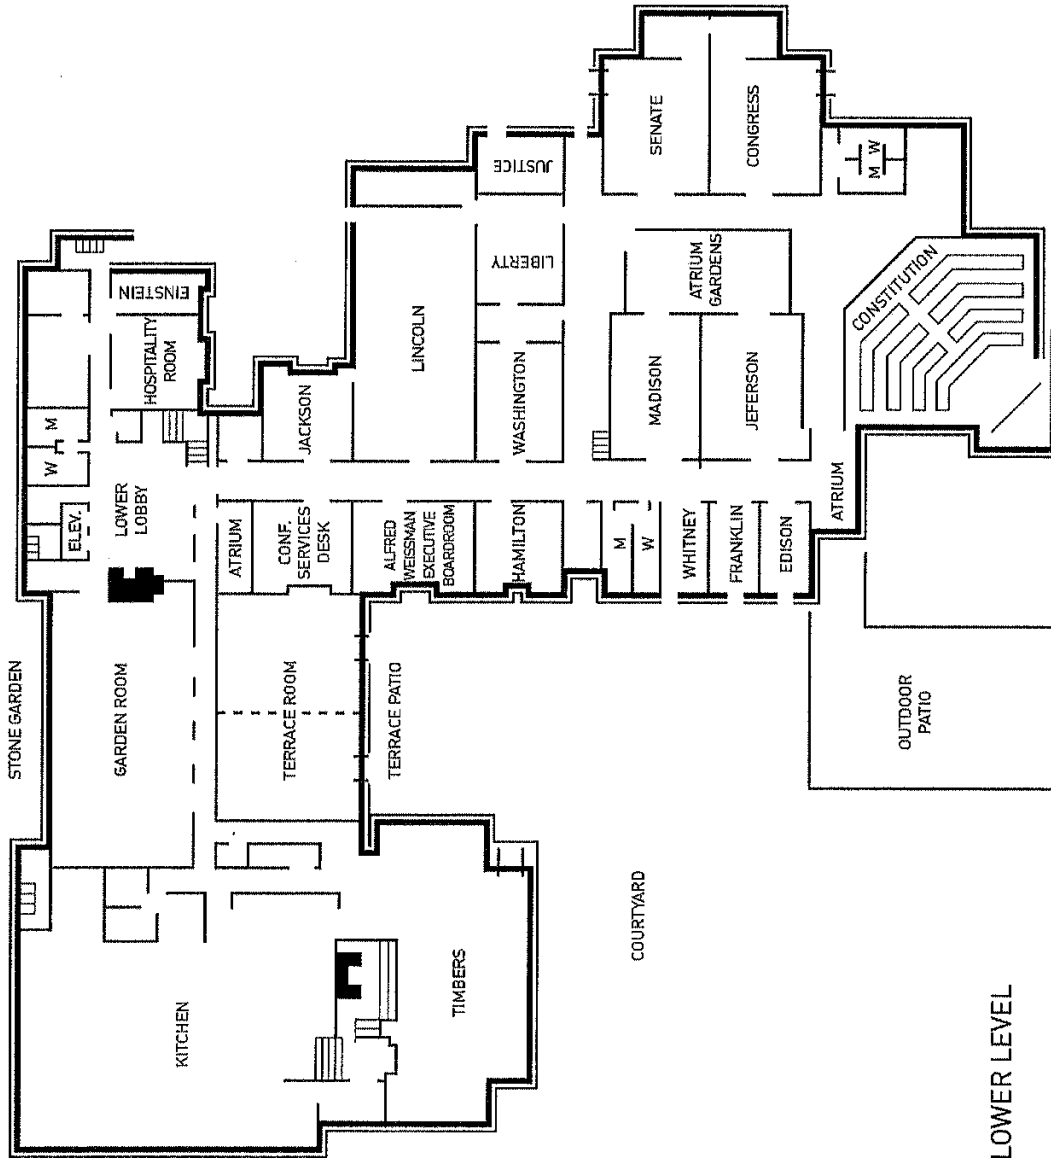 STONE GARDEN
KITCHEN
GARDEN ROOM
ELEV.
W
M
LOWER
LOBBY
HOSPITALITY
ROOM
EINSTEIN
TIMBERS
TERRACE ROOM
TERRACE PATIO
ATRIUM
CONF.
SERVICES
DESK
JACKSON
ALFRED
WEISSMAN
EXECUTIVE
BOARDROOM
LINCOLN
HAMILTON
WASHINGTON
LIBERTY
JUSTICE
COURTYARD
M
W
WHITNEY
FRANKLIN
EDISON
MADISON
JEFERSON
ATRIUM
GARDENS
SENATE
CONGRESS
M
W
OUTDOOR
PATIO
ATRIUM
CONSTITUTION
LOWER LEVEL